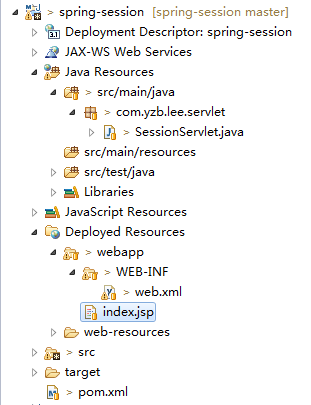 > spring-session [spring-session master]
Deployment Descriptor: spring-session
JAX-WS Web Services
Java Resources
> src/main/java
> com.yzb.lee.servlet
> SessionServlet.java
src/main/resources
> src/test/java
> Libraries
JavaScript Resources
Deployed Resources
> webapp
> WEB-INF
> web.xml
index.jsp
> web-resources
> src
target
> pom.xml